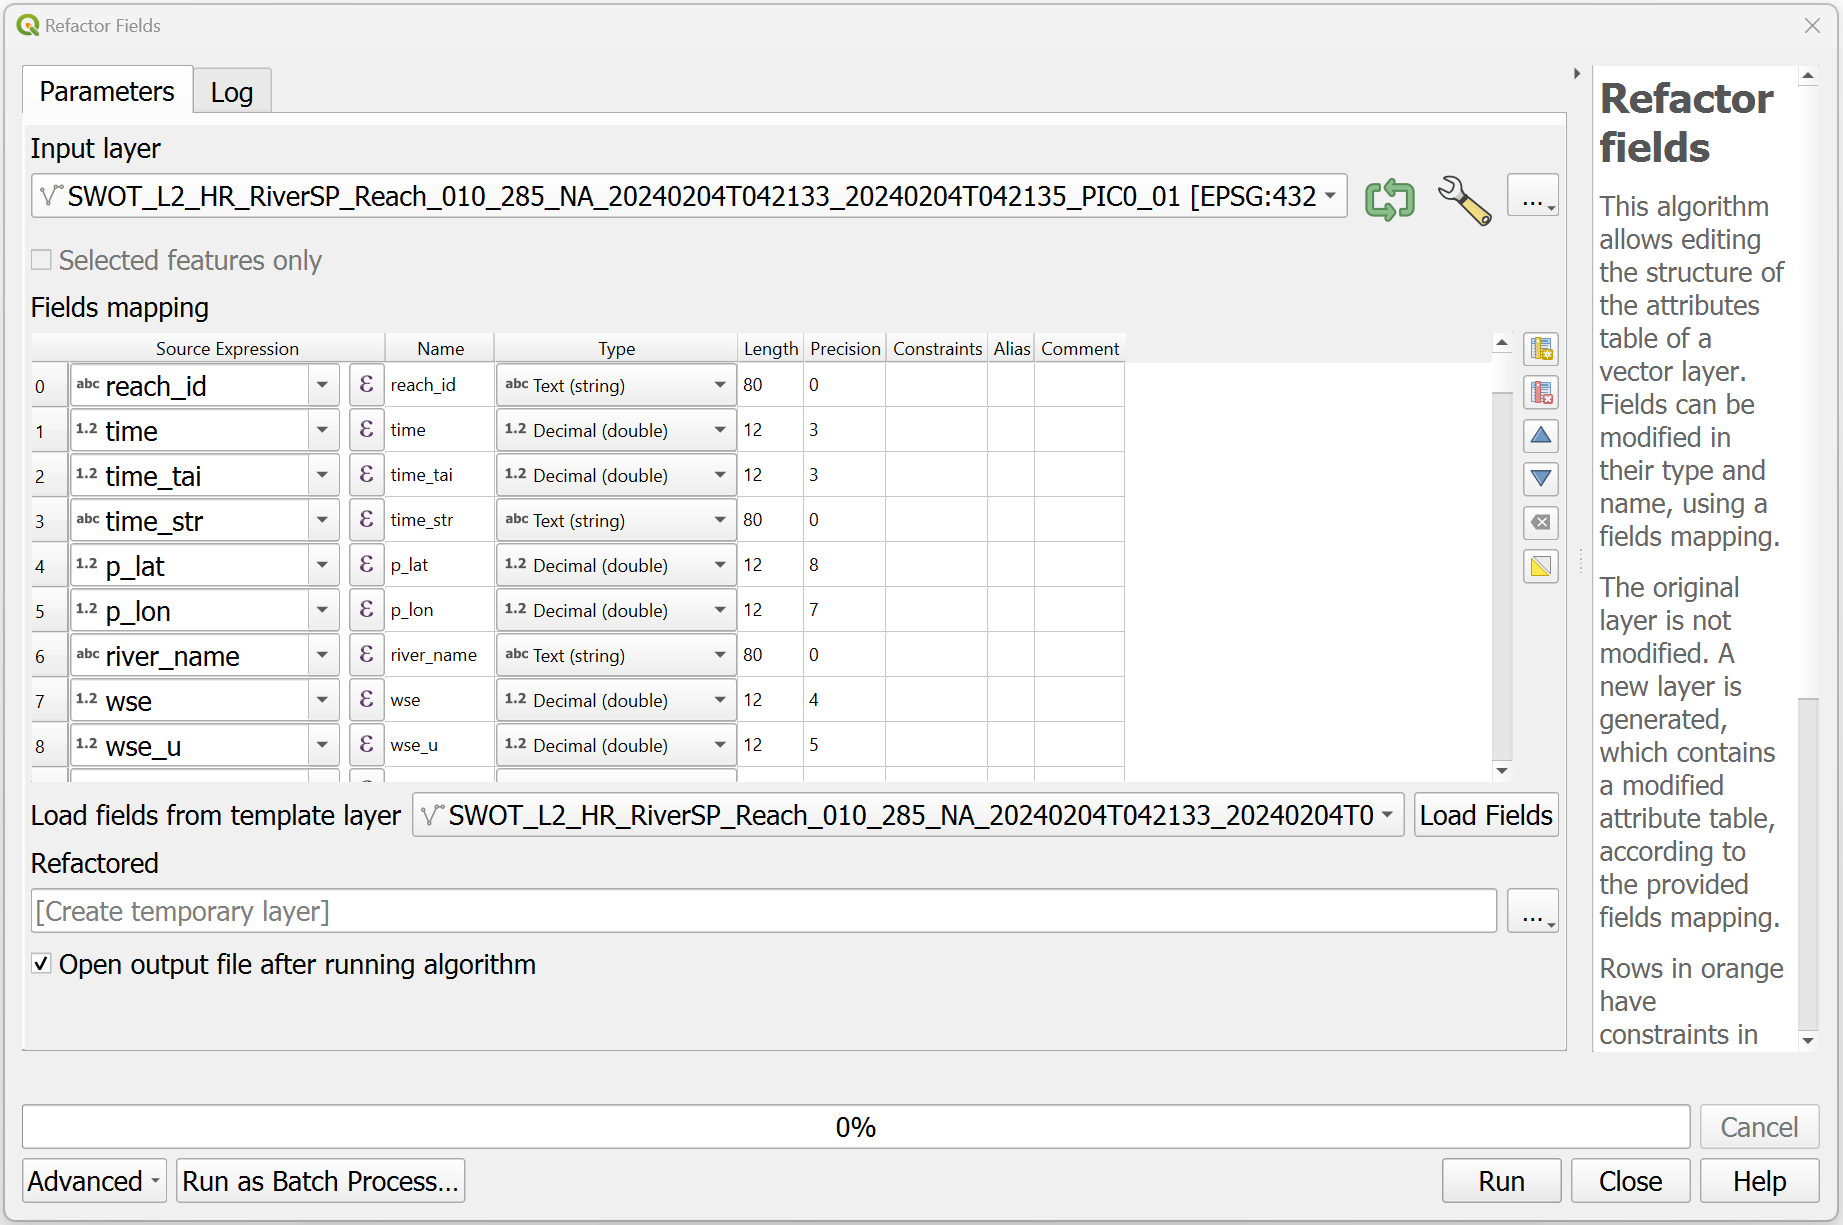 Refactor Fields
Parameters
Log
Input layer
SWOT_L2_HR_RiverSP_Reach_010_285_NA_20240204T042133_20240204T042135_PIC0_01 [EPSG:432
...
Selected features only
Fields mapping
Source Expression Name Type Length Precision Constraints Alias Comment
0 abc reach_id ε reach_id abc Text (string) 80 0
1 1.2 time ε time 1.2 Decimal (double) 12 3
2 1.2 time_tai ε time_tai 1.2 Decimal (double) 12 3
3 abc time_str ε time_str abc Text (string) 80 0
4 1.2 p_lat ε p_lat 1.2 Decimal (double) 12 8
5 1.2 p_lon ε p_lon 1.2 Decimal (double) 12 7
6 abc river_name ε river_name abc Text (string) 80 0
7 1.2 wse ε wse 1.2 Decimal (double) 12 4
8 1.2 wse_u ε wse_u 1.2 Decimal (double) 12 5
Load fields from template layer SWOT_L2_HR_RiverSP_Reach_010_285_NA_20240204T042133_20240204T0 Load Fields
Refactored
[Create temporary layer]
...
Open output file after running algorithm
Refactor
fields
This algorithm
allows editing
the structure of
the attributes
table of a
vector layer.
Fields can be
modified in
their type and
name, using a
fields mapping.
The original
layer is not
modified. A
new layer is
generated,
which contains
a modified
attribute table,
according to
the provided
fields mapping.
Rows in orange
have
constraints in
0%
Cancel
Advanced
Run as Batch Process...
Run
Close
Help